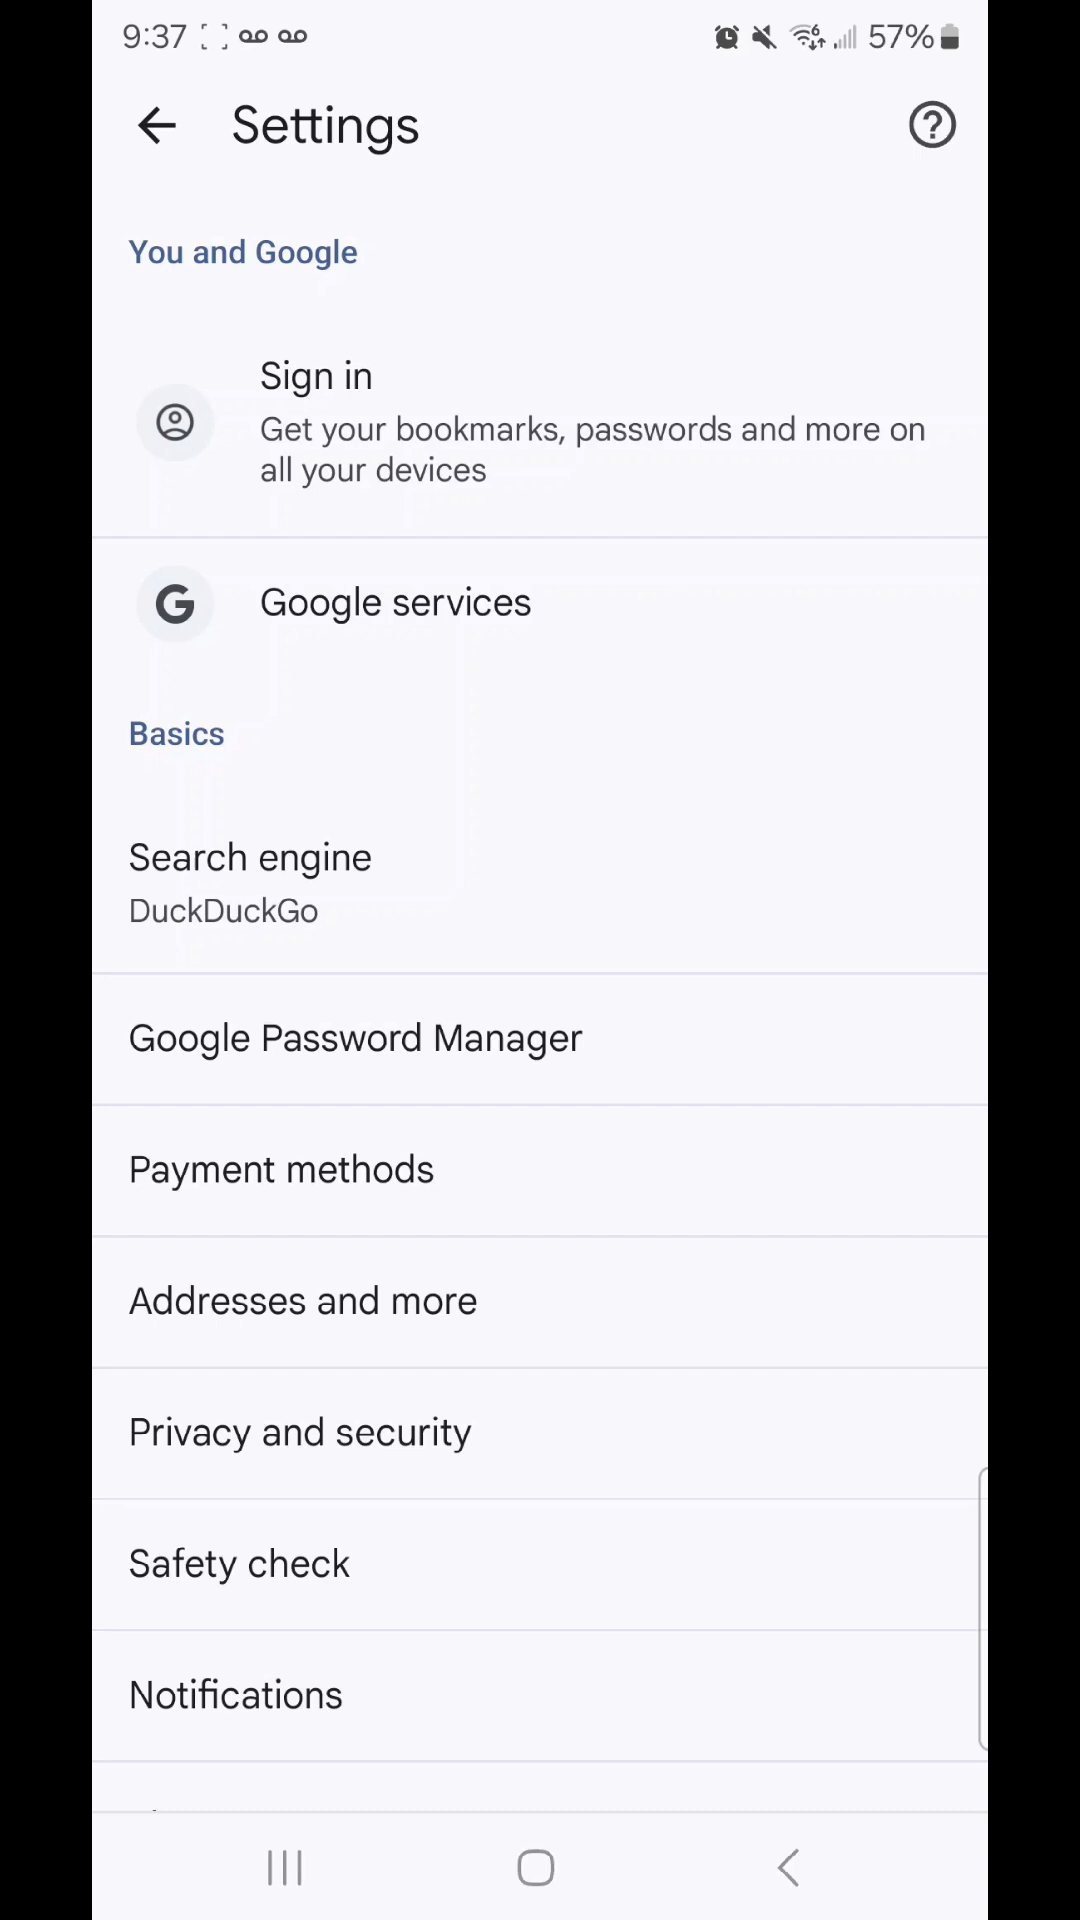 9:37 57%
Settings
You and Google
Sign in
Get your bookmarks, passwords and more on
all your devices
Google services
Basics
Search engine
DuckDuckGo
Google Password Manager
Payment methods
Addresses and more
Privacy and security
Safety check
Notifications